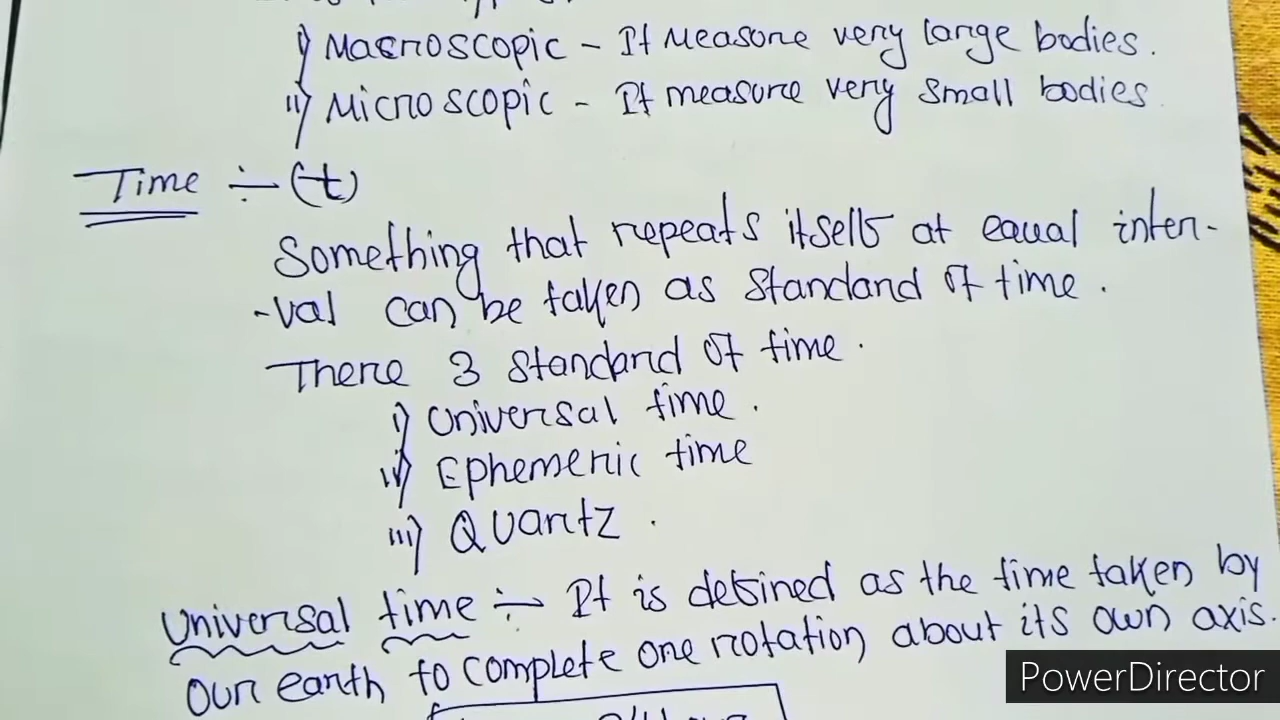 i) Macroscopic - It measure very large bodies.
ii) Microscopic - It measure very small bodies
Time ÷ (t)
Something that repeats itself at equal inter-
-val can be taken as standard of time.
There 3 standard of time.
i) Universal time.
ii) Ephemeric time
iii) Quartz.
Universal time ÷ It is defined as the time taken by
our earth to complete one rotation about its own axis.
PowerDirector